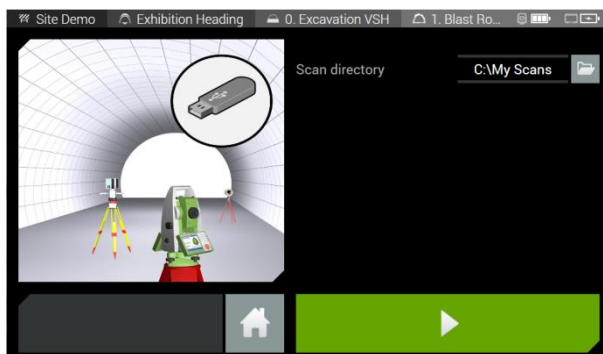 Site Demo
Exhibition Heading
0. Excavation VSH
1. Blast Ro...
Scan directory
C:\My Scans